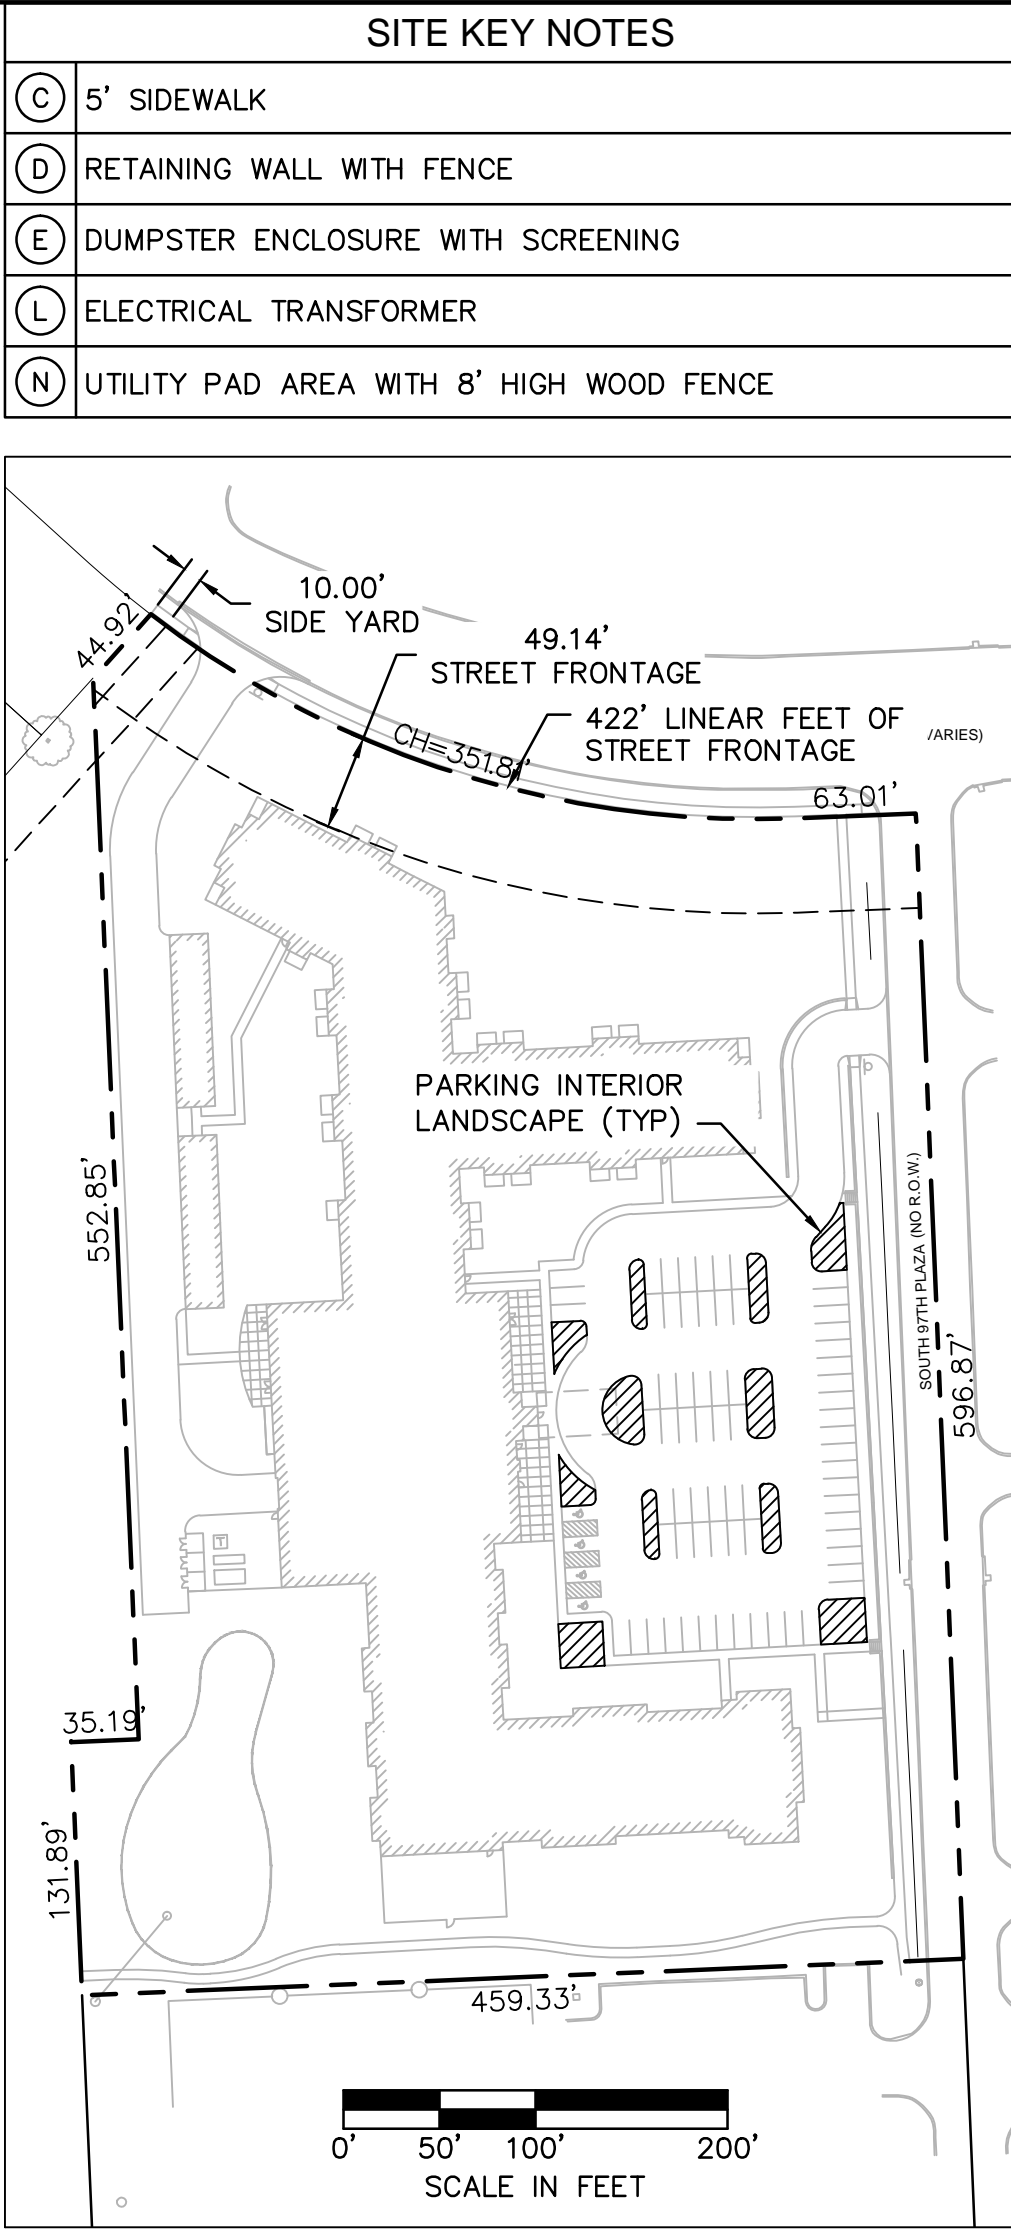 SITE KEY NOTES
C 5' SIDEWALK
D RETAINING WALL WITH FENCE
E DUMPSTER ENCLOSURE WITH SCREENING
L ELECTRICAL TRANSFORMER
N UTILITY PAD AREA WITH 8' HIGH WOOD FENCE
10.00'
SIDE YARD
44.92'
49.14'
STREET FRONTAGE
422' LINEAR FEET OF
STREET FRONTAGE
/ARIES)
CH=351.81'
63.01'
PARKING INTERIOR
LANDSCAPE (TYP)
552.85'
SOUTH 97TH PLAZA (NO R.O.W.)
596.87'
T
35.19'
131.89'
459.33'
0' 50' 100' 200'
SCALE IN FEET